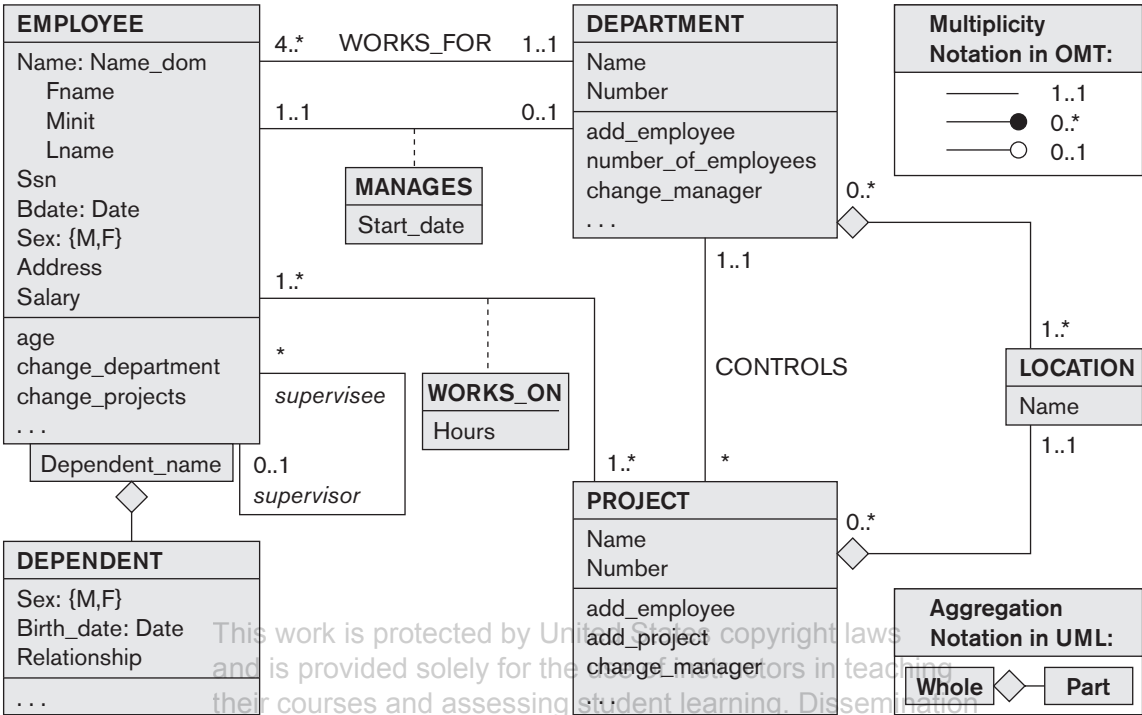 EMPLOYEE
Name: Name_dom
Fname
Minit
Lname
Ssn
Bdate: Date
Sex: {M,F}
Address
Salary
age
change_department
change_projects
. . .
Dependent_name
4..* WORKS_FOR 1..1
1..1 0..1
MANAGES
Start_date
DEPARTMENT
Name
Number
add_employee
number_of_employees
change_manager
. . .
Multiplicity
Notation in OMT:
1..1
0..*
0..1
0..*
1..1
1..*
*
supervisee
0..1
supervisor
WORKS_ON
Hours
CONTROLS
1..*
LOCATION
Name
1..1
1..*
*
PROJECT
Name
Number
add_employee
add_project
change_manager
. . .
0..*
DEPENDENT
Sex: {M,F}
Birth_date: Date
Relationship
. . .
Aggregation
Notation in UML:
Whole Part
This work is protected by United States copyright laws
and is provided solely for the use of instructors in teaching
their courses and assessing student learning. Dissemination